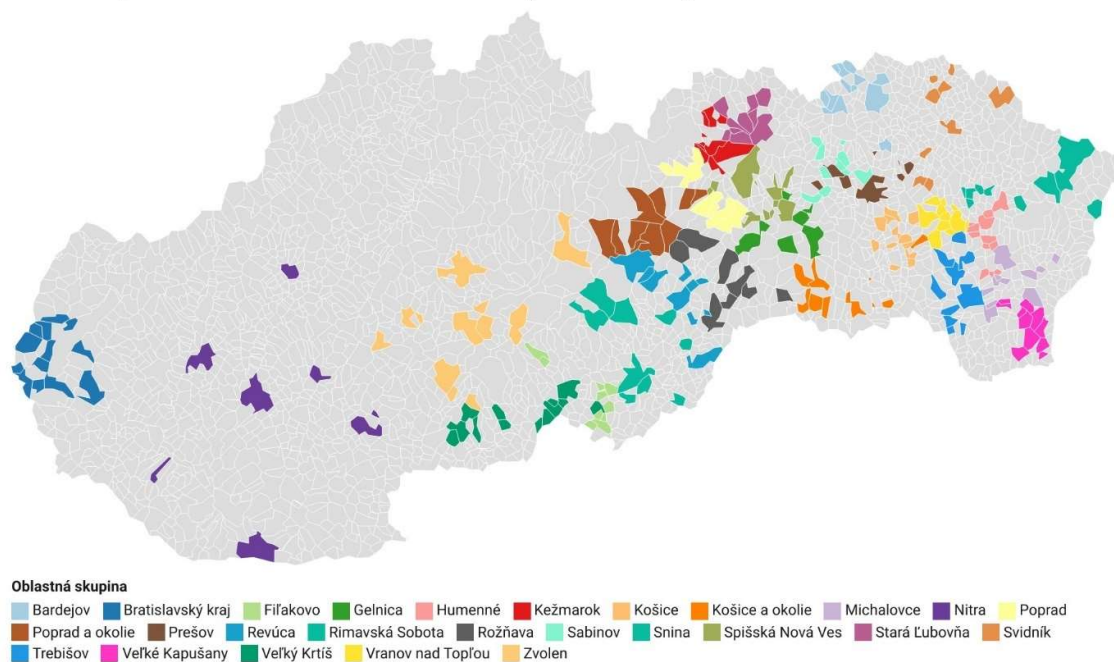 Oblastná skupina
Bardejov Bratislavský kraj Fiľakovo Gelnica Humenné Kežmarok Košice Košice a okolie Michalovce Nitra Poprad
Poprad a okolie Prešov Revúca Rimavská Sobota Rožňava Sabinov Snina Spišská Nová Ves Stará Ľubovňa Svidník
Trebišov Veľké Kapušany Veľký Krtíš Vranov nad Topľou Zvolen